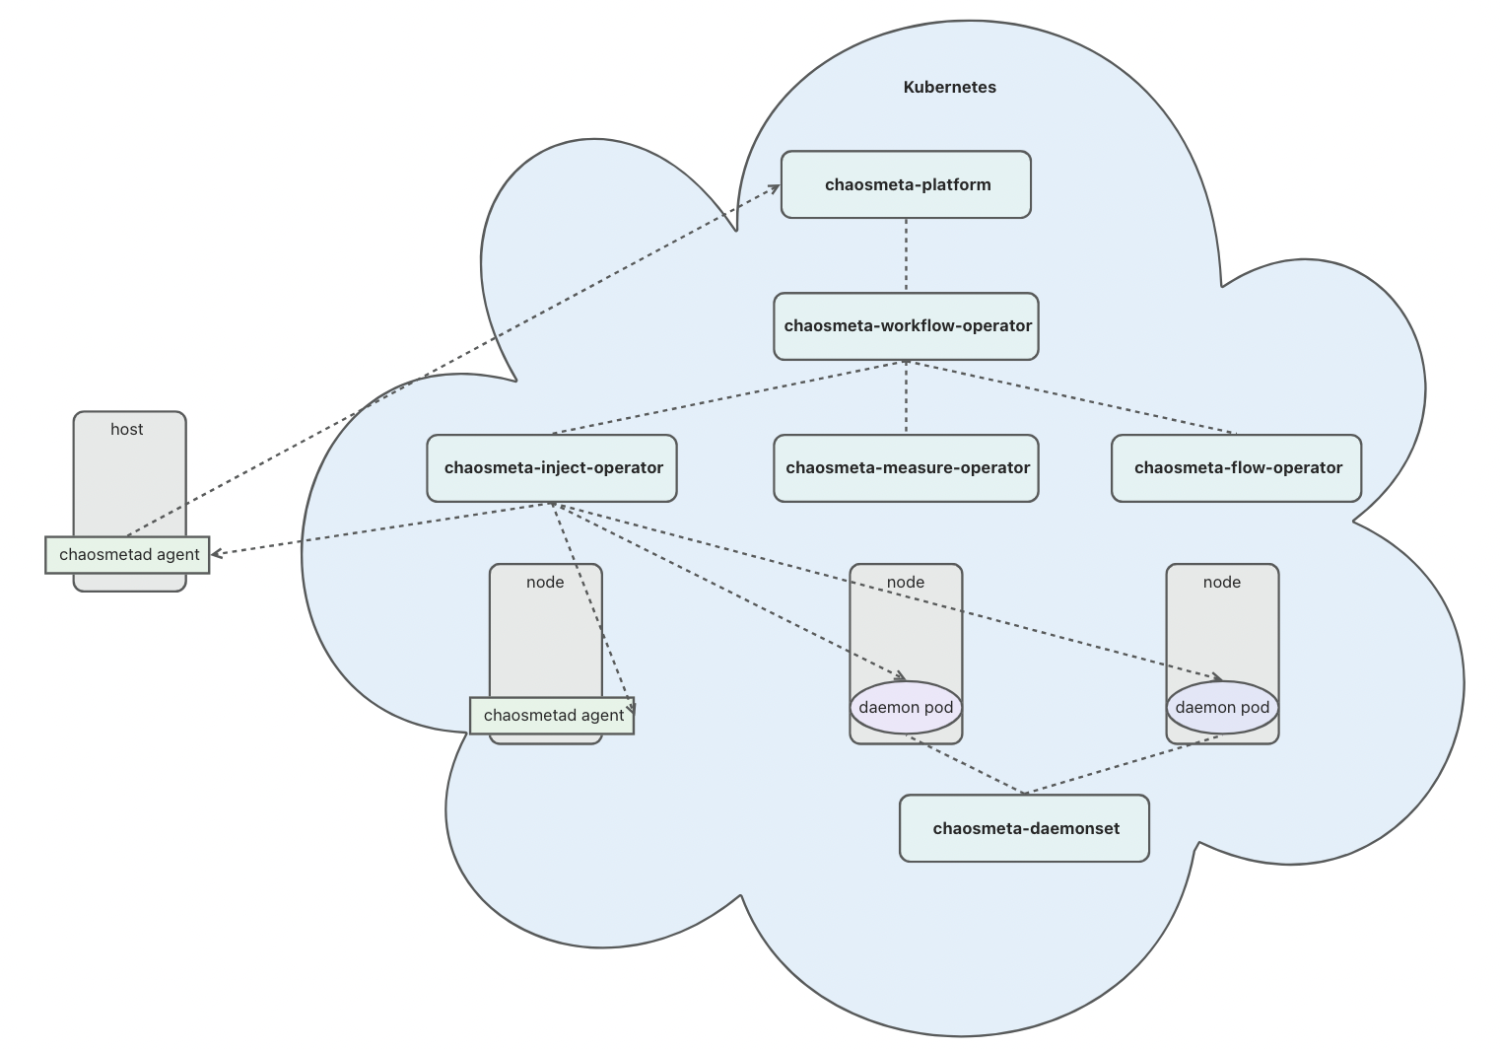 Kubernetes
chaosmeta-platform
chaosmeta-workflow-operator
host
chaosmeta-inject-operator
chaosmeta-measure-operator
chaosmeta-flow-operator
chaosmetad agent
node
node
node
chaosmetad agent
daemon pod
daemon pod
chaosmeta-daemonset